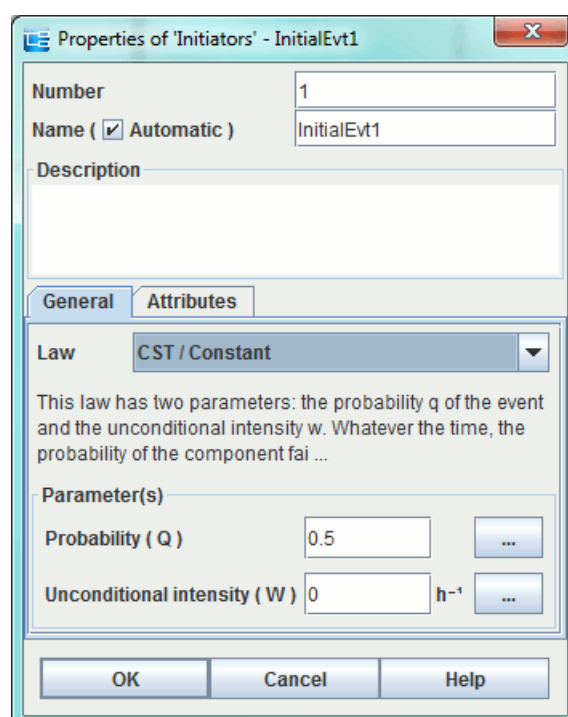 Properties of 'Initiators' - InitialEvt1
Number 1
Name ( Automatic ) InitialEvt1
Description
General Attributes
Law CST / Constant
This law has two parameters: the probability q of the event
and the unconditional intensity w. Whatever the time, the
probability of the component fai ...
Parameter(s)
Probability ( Q ) 0.5 ...
Unconditional intensity ( W ) 0 h⁻¹ ...
OK Cancel Help